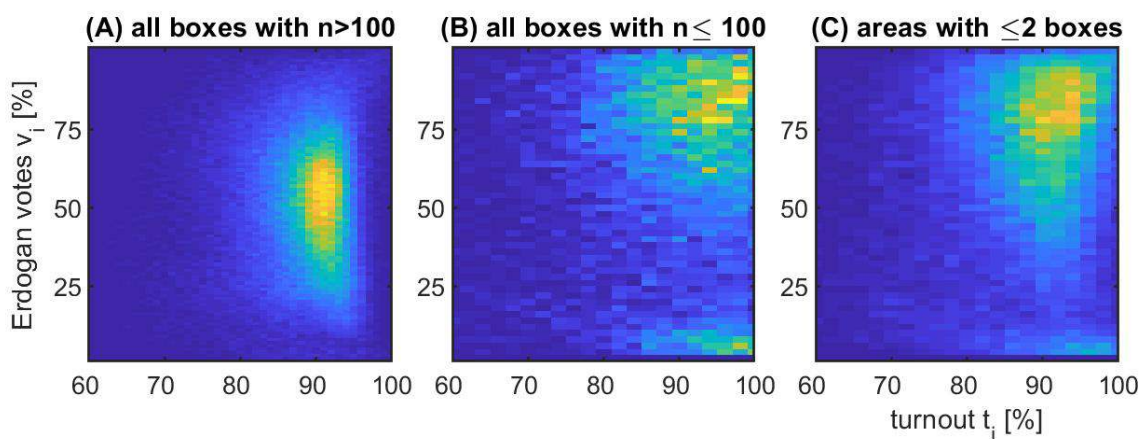 (A) all boxes with n>100
(B) all boxes with n ≤ 100
(C) areas with ≤2 boxes
Erdogan votes v_i [%]
75
50
25
60 70 80 90 100
75
50
25
60 70 80 90 100
75
50
25
60 70 80 90 100
turnout t_i [%]